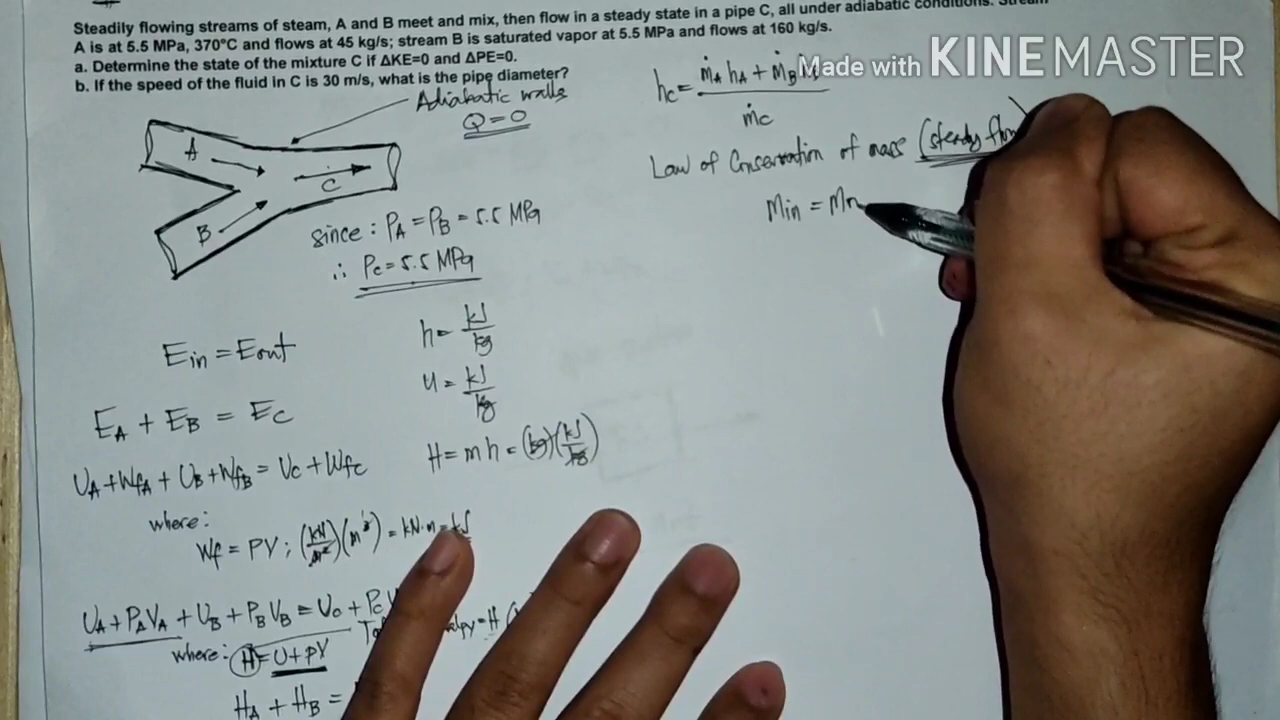 Steadily flowing streams of steam, A and B meet and mix, then flow in a steady state in a pipe C, all under adiabatic conditions. Stream
A is at 5.5 MPa, 370°C and flows at 45 kg/s; stream B is saturated vapor at 5.5 MPa and flows at 160 kg/s.
a. Determine the state of the mixture C if ΔKE=0 and ΔPE=0.
b. If the speed of the fluid in C is 30 m/s, what is the pipe diameter?
Made with KINEMASTER
Adiabatic walls
Q=0
A
C
B
since: PA = PB = 5.5 MPa
∴ Pc = 5.5 MPa
Ein = Eout
h = kJ/kg
u = kJ/kg
EA + EB = EC
H = mh = (kg)(kJ/kg)
UA + WfA + UB + WfB = Uc + Wfc
where:
Wf = PV; (kN/m²)(m³) = kN·m = kJ
UA + PAVA + UB + PBVB = Uc + Pc
where: H = U + PV
HA + HB =
hc = ṁA hA + ṁB
ṁc
Law of Conservation of mass (steady flow)
Min = M